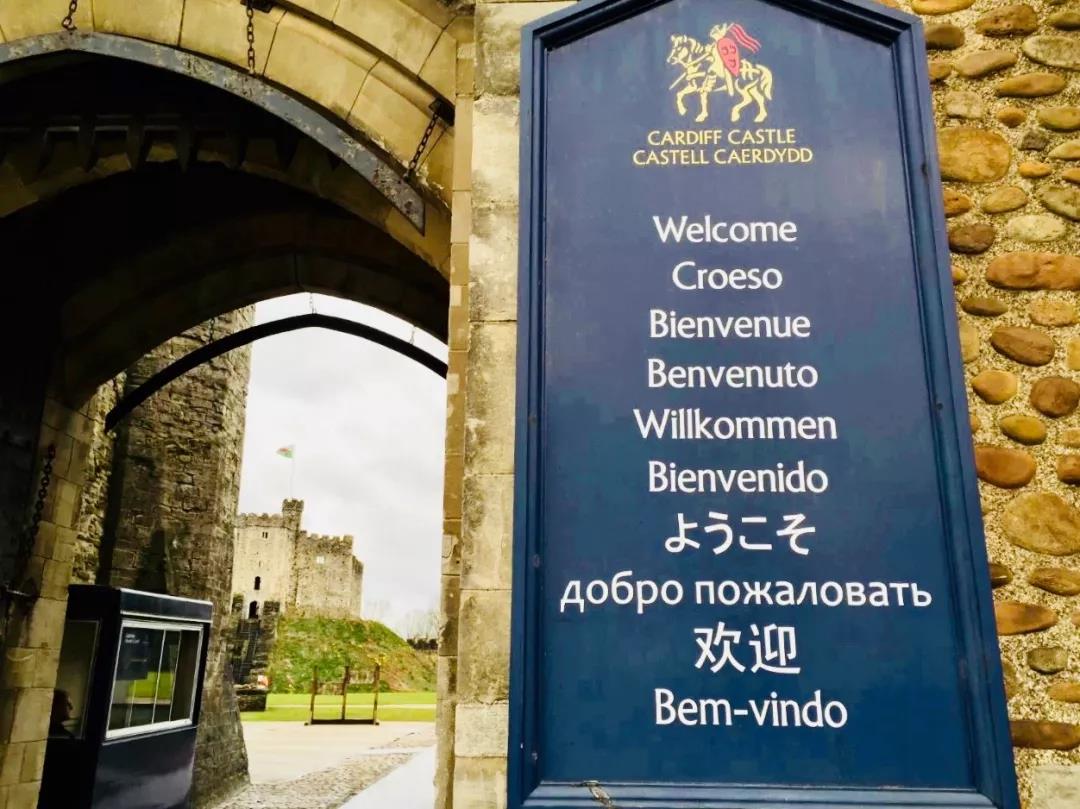 CARDIFF CASTLE
CASTELL CAERDYDD
Welcome
Croeso
Bienvenue
Benvenuto
Willkommen
Bienvenido
ようこそ
добро пожаловать
欢迎
Bem-vindo